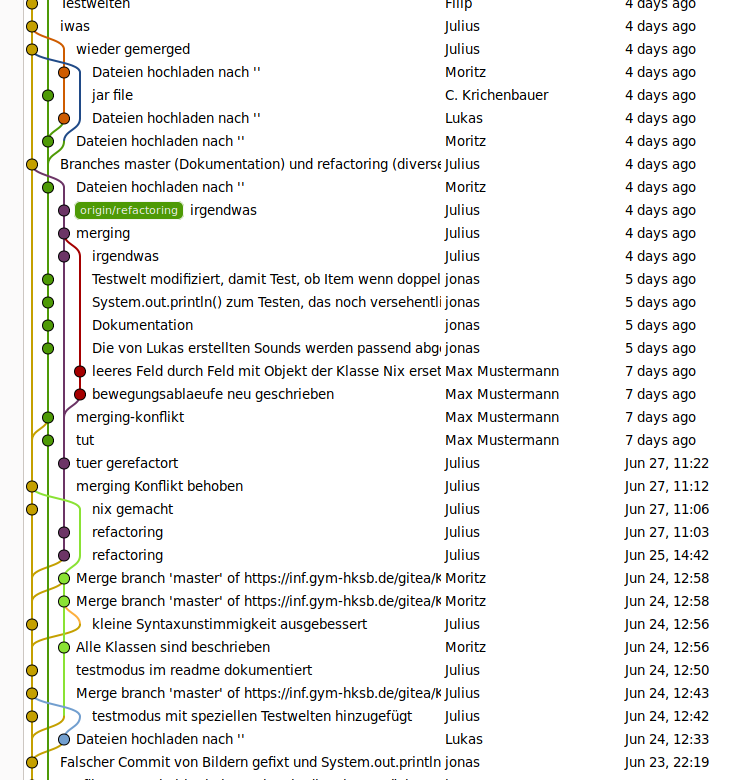 Testwelten Filip 4 days ago
iwas Julius 4 days ago
wieder gemerged Julius 4 days ago
Dateien hochladen nach '' Moritz 4 days ago
jar file C. Krichenbauer 4 days ago
Dateien hochladen nach '' Lukas 4 days ago
Dateien hochladen nach '' Moritz 4 days ago
Branches master (Dokumentation) und refactoring (diverse Julius 4 days ago
Dateien hochladen nach '' Moritz 4 days ago
origin/refactoring irgendwas Julius 4 days ago
merging Julius 4 days ago
irgendwas Julius 4 days ago
Testwelt modifiziert, damit Test, ob Item wenn doppel jonas 5 days ago
System.out.println() zum Testen, das noch versehentli jonas 5 days ago
Dokumentation jonas 5 days ago
Die von Lukas erstellten Sounds werden passend abg jonas 5 days ago
leeres Feld durch Feld mit Objekt der Klasse Nix erset Max Mustermann 7 days ago
bewegungsablaeufe neu geschrieben Max Mustermann 7 days ago
merging-konflikt Max Mustermann 7 days ago
tut Max Mustermann 7 days ago
tuer gerefactort Julius Jun 27, 11:22
merging Konflikt behoben Julius Jun 27, 11:12
nix gemacht Julius Jun 27, 11:06
refactoring Julius Jun 27, 11:03
refactoring Julius Jun 25, 14:42
Merge branch 'master' of https://inf.gym-hksb.de/gitea/K Moritz Jun 24, 12:58
Merge branch 'master' of https://inf.gym-hksb.de/gitea/K Moritz Jun 24, 12:58
kleine Syntaxunstimmigkeit ausgebessert Julius Jun 24, 12:56
Alle Klassen sind beschrieben Moritz Jun 24, 12:56
testmodus im readme dokumentiert Julius Jun 24, 12:50
Merge branch 'master' of https://inf.gym-hksb.de/gitea/K Julius Jun 24, 12:43
testmodus mit speziellen Testwelten hinzugefügt Julius Jun 24, 12:42
Dateien hochladen nach '' Lukas Jun 24, 12:33
Falscher Commit von Bildern gefixt und System.out.println jonas Jun 23, 22:19